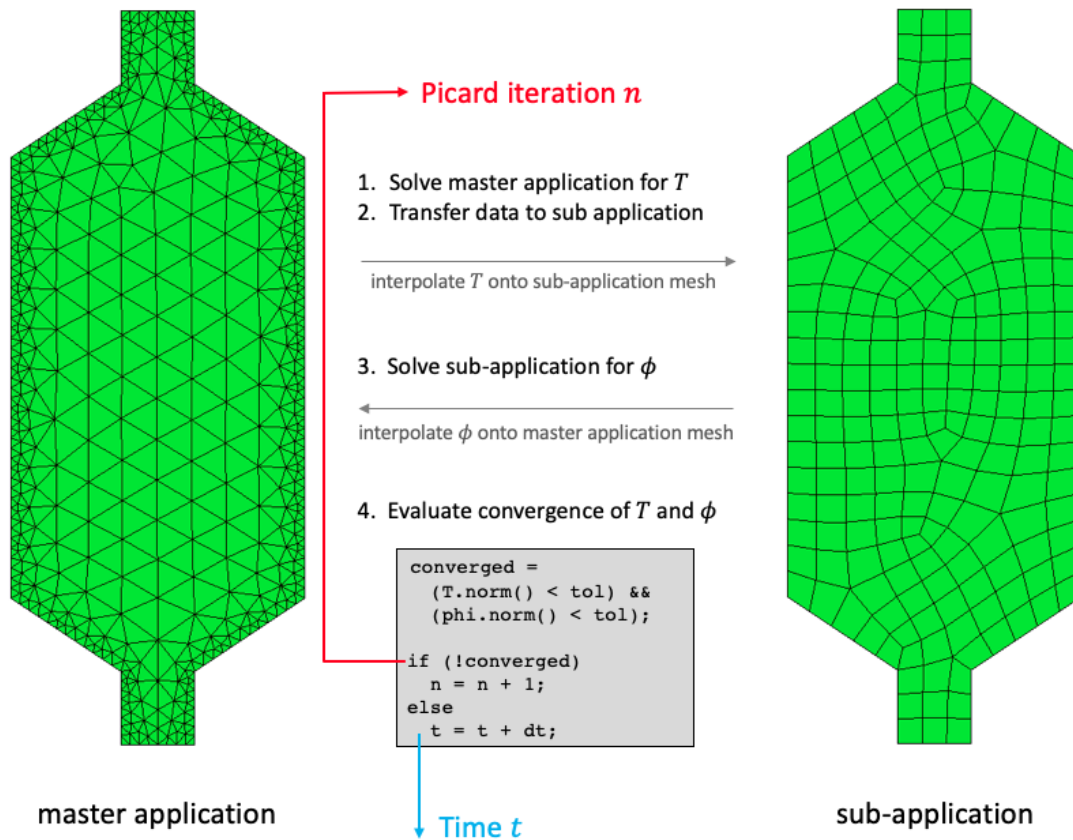 Picard iteration n
1. Solve master application for T
2. Transfer data to sub application
interpolate T onto sub-application mesh
3. Solve sub-application for ϕ
interpolate ϕ onto master application mesh
4. Evaluate convergence of T and ϕ
converged =
(T.norm() < tol) &&
(phi.norm() < tol);
if (!converged)
n = n + 1;
else
t = t + dt;
master application
Time t
sub-application